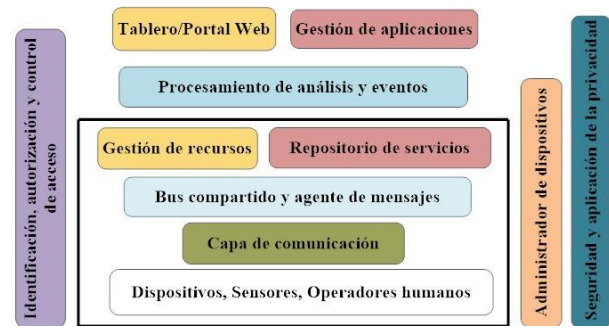 Tablero/Portal Web
Gestión de aplicaciones
Procesamiento de análisis y eventos
Gestión de recursos
Repositorio de servicios
Bus compartido y agente de mensajes
Capa de comunicación
Dispositivos, Sensores, Operadores humanos
Identificación, autorización y control
de acceso
Administrador de dispositivos
Seguridad y aplicación de la privacidad